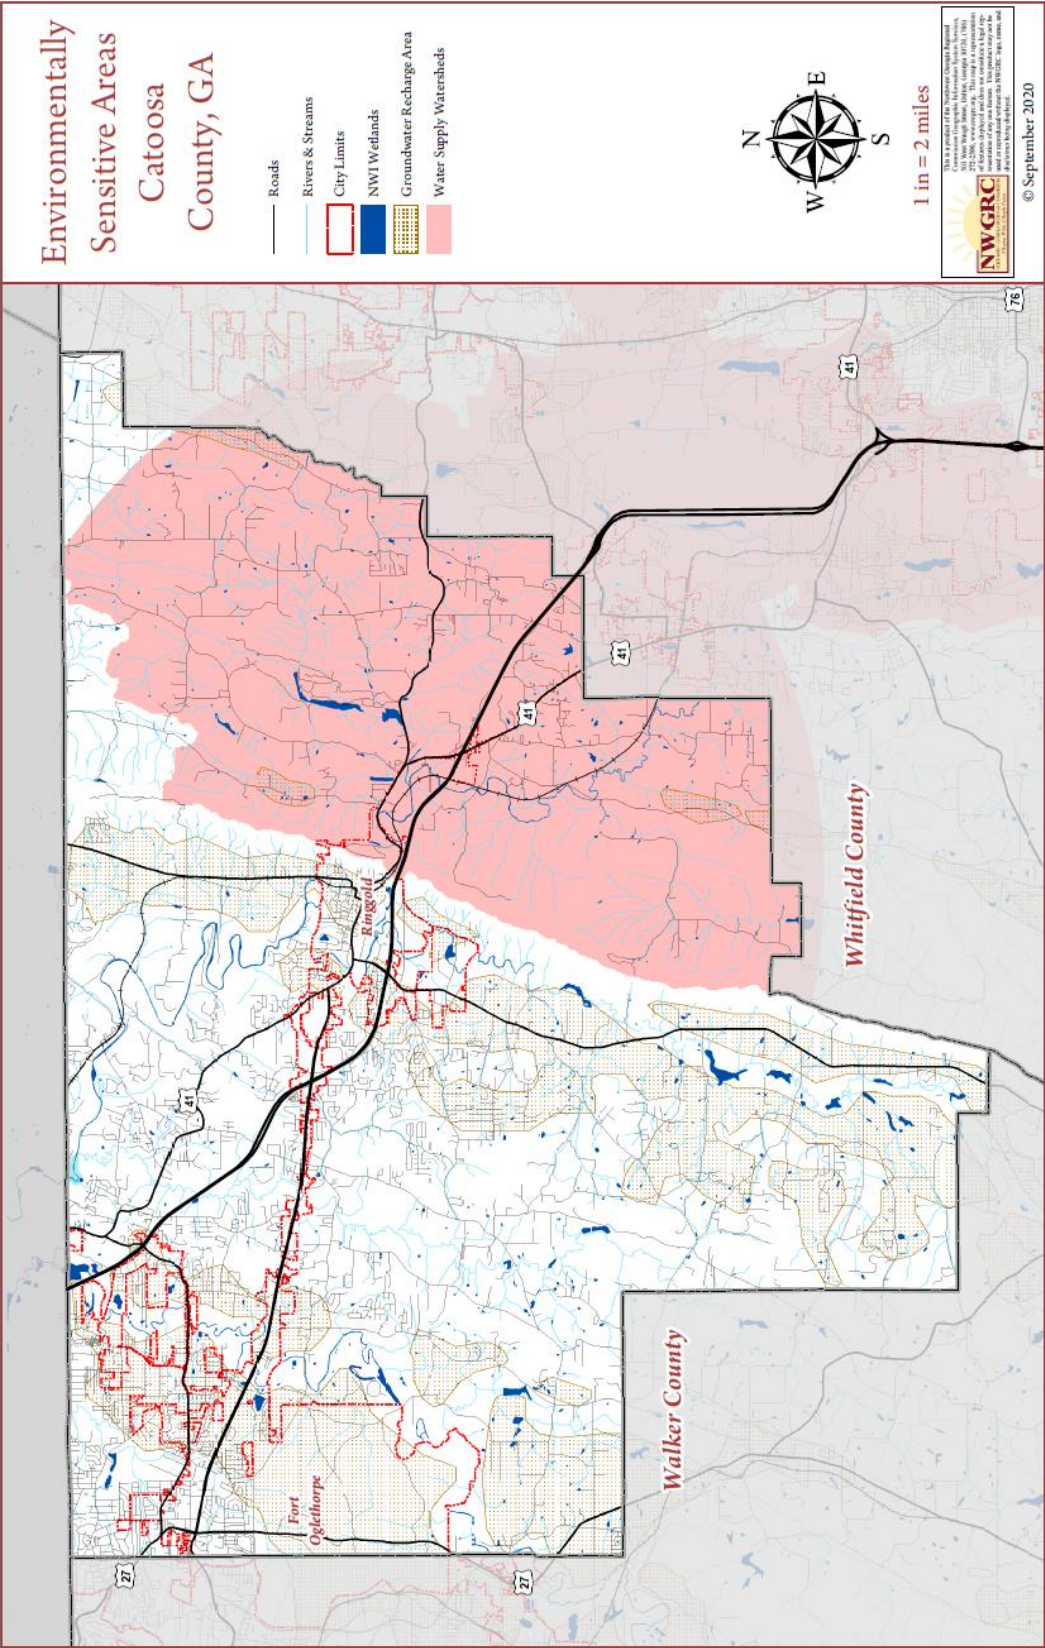 Environmentally
Sensitive Areas
Catoosa
County, GA
Roads
Rivers & Streams
City Limits
NWI Wetlands
Groundwater Recharge Area
Water Supply Watersheds
N
W
E
S
1 in = 2 miles
NWGRC
© September 2020
27
27
41
41
41
41
76
Fort
Oglethorpe
Ringgold
Walker County
Whitfield County